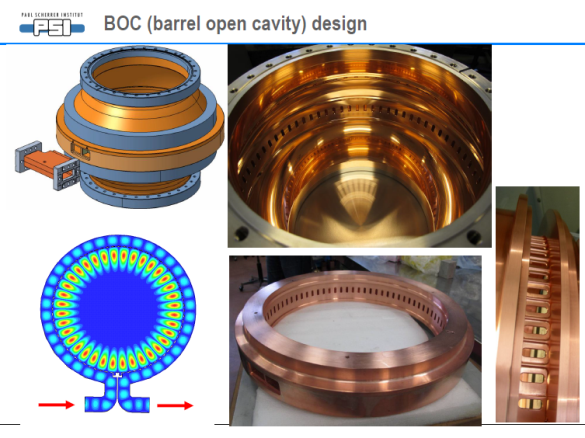 PAUL SCHERRER INSTITUT
PSI
BOC (barrel open cavity) design